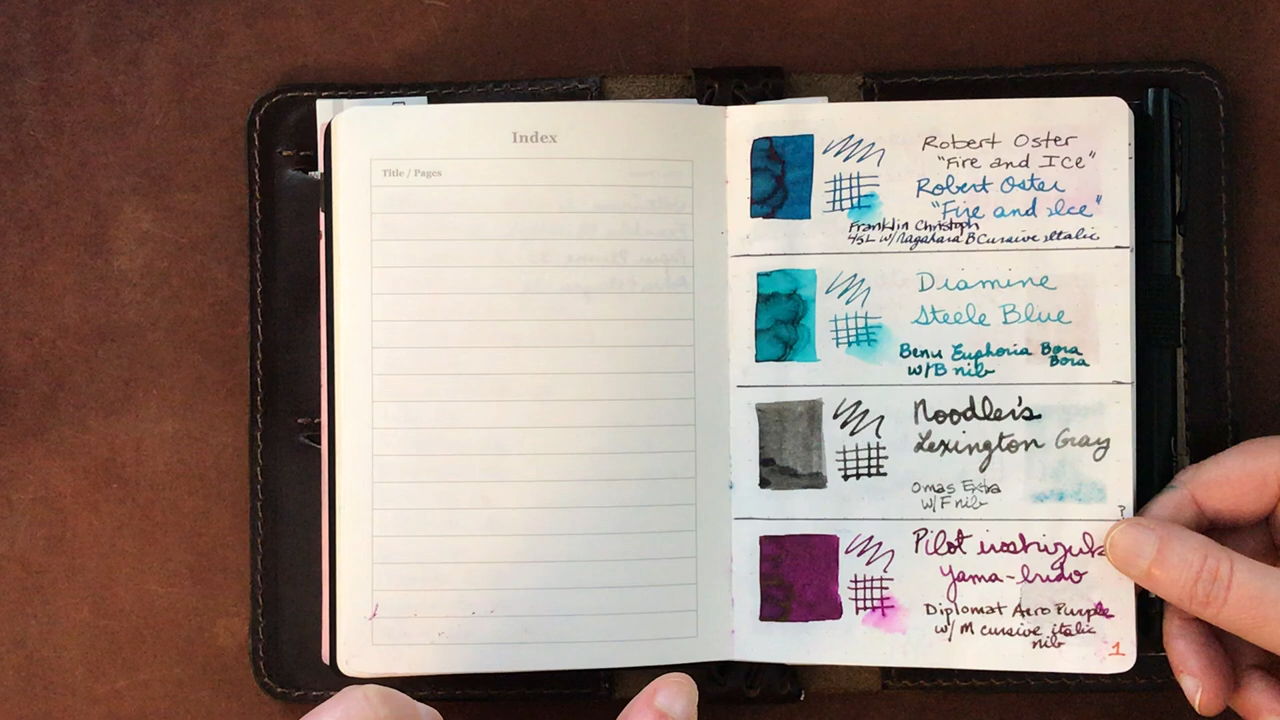 Index
Title / Pages
Robert Oster
"Fire and Ice"
Robert Oster
"Fire and Ice"
Franklin Christoph
45L w/Nagahara B Cursive Italic
Diamine
Steele Blue
Benu Euphoria Bora
Bora
w/B nib
Noodler's
Lexington Gray
Omas Extra
w/F nib
Pilot iroshizuk
Yama-budo
Diplomat Aero Purple
w/ M cursive italic
nib
1